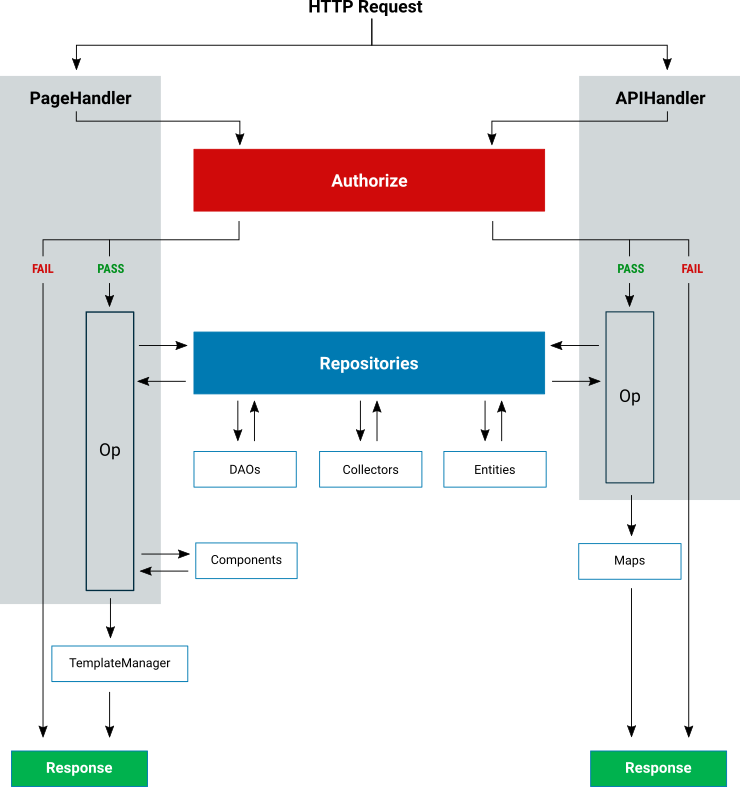 HTTP Request
PageHandler
APIHandler
Authorize
FAIL
PASS
PASS
FAIL
Repositories
Op
Op
DAOs
Collectors
Entities
Components
Maps
TemplateManager
Response
Response